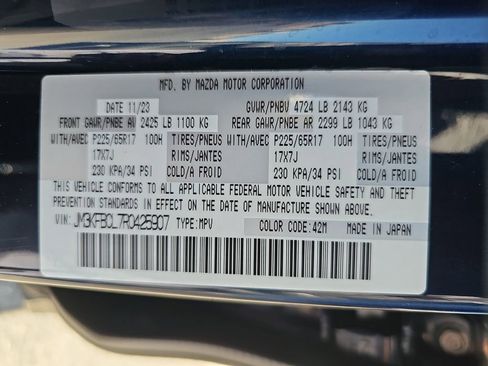 MFD. BY MAZDA MOTOR CORPORATION
DATE 11/23 GVWR/PNBV 4724 LB 2143 KG
FRONT GAWR/PNBE AV 2425 LB 1100 KG REAR GAWR/PNBE AR 2299 LB 1043 KG
WITH/AVEC P225/65R17 100H TIRES/PNEUS WITH/AVEC P225/65R17 100H TIRES/PNEUS
17X7J RIMS/JANTES 17X7J RIMS/JANTES
230 KPA/34 PSI COLD/A FROID 230 KPA/34 PSI COLD/A FROID
THIS VEHICLE CONFORMS TO ALL APPLICABLE FEDERAL MOTOR VEHICLE SAFETY AND THEFT
PREVENTION STANDARDS IN EFFECT ON THE DATE OF MANUFACTURE SHOWN ABOVE.
VIN: JM3KFBCL7R0425907 TYPE:MPV COLOR CODE:42M MADE IN JAPAN